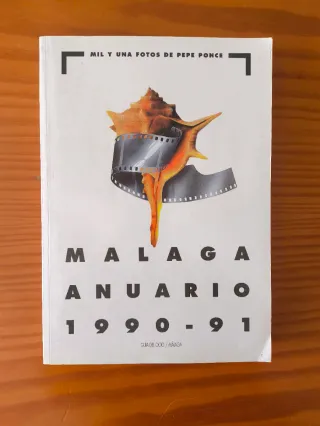 MIL Y UNA FOTOS DE PEPE PONCE
MALAGA
ANUARIO
1990-91